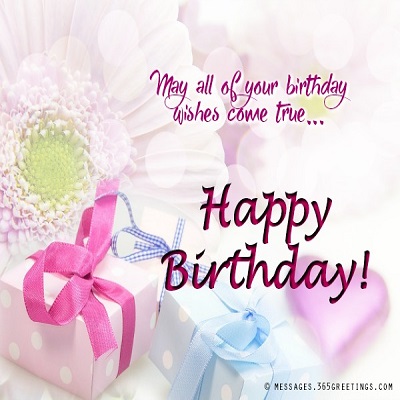 May all of your birthday
wishes come true...
Happy
Birthday!
© MESSAGES.365GREETINGS.COM